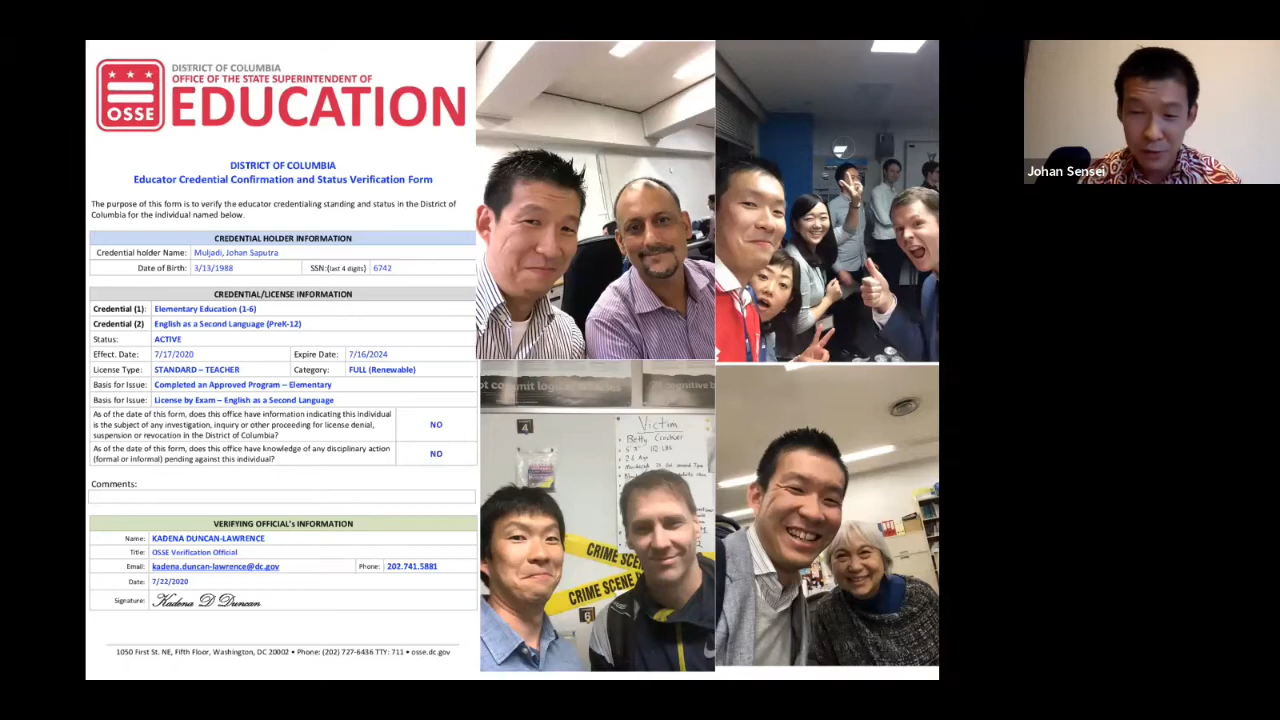 DISTRICT OF COLUMBIA
OFFICE OF THE STATE SUPERINTENDENT OF
EDUCATION
OSSE
DISTRICT OF COLUMBIA
Educator Credential Confirmation and Status Verification Form
The purpose of this form is to verify the educator credentialing standing and status in the District of
Columbia for the individual named below.
CREDENTIAL HOLDER INFORMATION
Credential holder Name: Muljadi, Johan Saputra
Date of Birth: 3/13/1988 SSN:(last 4 digits) 6742
CREDENTIAL/LICENSE INFORMATION
Credential (1): Elementary Education (1-6)
Credential (2) English as a Second Language (PreK-12)
Status: ACTIVE
Effect. Date: 7/17/2020 Expire Date: 7/16/2024
License Type: STANDARD – TEACHER Category: FULL (Renewable)
Basis for Issue: Completed an Approved Program – Elementary
Basis for Issue: License by Exam – English as a Second Language
As of the date of this form, does this office have information indicating this individual
is the subject of any investigation, inquiry or other proceeding for license denial,
suspension or revocation in the District of Columbia?
NO
As of the date of this form, does this office have knowledge of any disciplinary action
(formal or informal) pending against this individual?
NO
Comments:
VERIFYING OFFICIAL's INFORMATION
Name: KADENA DUNCAN-LAWRENCE
Title: OSSE Verification Official
Email: kadena.duncan-lawrence@dc.gov Phone: 202.741.5881
Date: 7/22/2020
Signature: Kadena D Duncan
1050 First St. NE, Fifth Floor, Washington, DC 20002 • Phone: (202) 727-6436 TTY: 711 • osse.dc.gov
ot commit logical
cognitive b
4
Victim
Betty Crocker
CRIME SCENE
CRIME SCENE
6
Johan Sensei